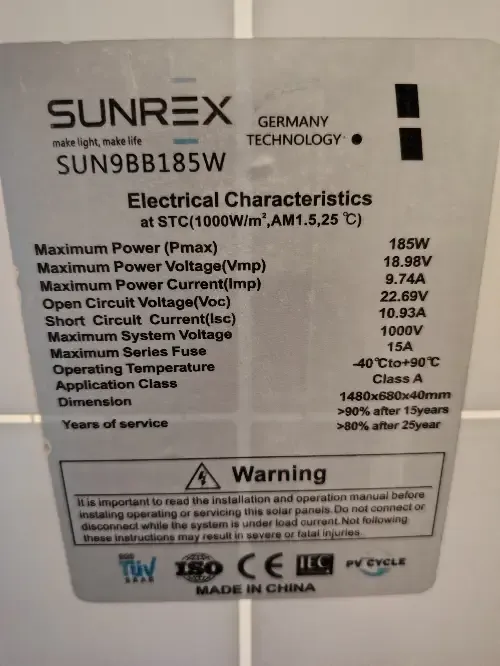 SUNREX
make light, make life
GERMANY
TECHNOLOGY
SUN9BB185W
Electrical Characteristics
at STC(1000W/m²,AM1.5,25 ℃)
Maximum Power (Pmax) 185W
Maximum Power Voltage(Vmp) 18.98V
Maximum Power Current(Imp) 9.74A
Open Circuit Voltage(Voc) 22.69V
Short Circuit Current(Isc) 10.93A
Maximum System Voltage 1000V
Maximum Series Fuse 15A
Operating Temperature -40℃to+90℃
Application Class Class A
Dimension 1480x680x40mm
>90% after 15years
Years of service >80% after 25year
Warning
It is important to read the installation and operation manual before
instaling operating or servicing this solar panels.Do not connect or
disconnect while the system is under load current.Not following
these instructions may result in severe or fatal injuries
TÜV
ISO
CE
IEC
PV CYCLE
MADE IN CHINA